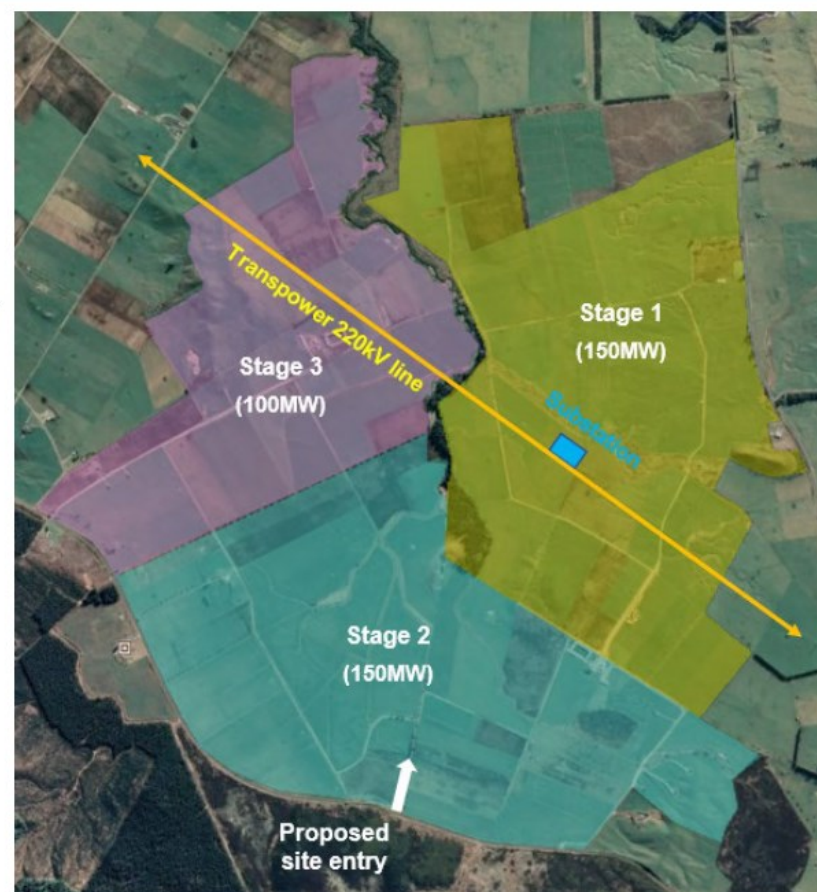 Transpower 220kV line
Stage 1
(150MW)
Stage 3
(100MW)
Substation
Stage 2
(150MW)
Proposed
site entry